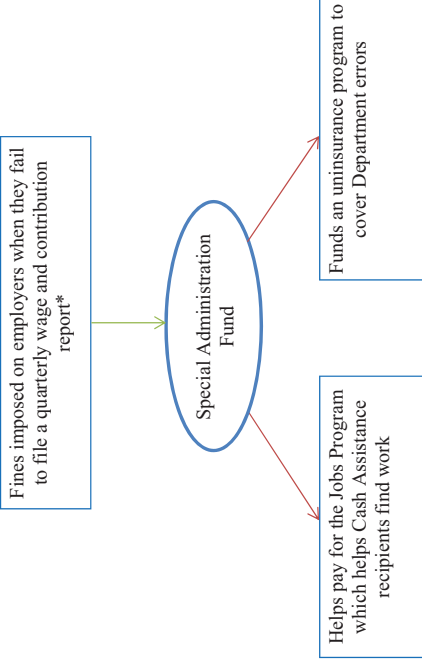 Fines imposed on employers when they fail
to file a quarterly wage and contribution
report*
Special Administration
Fund
Helps pay for the Jobs Program
which helps Cash Assistance
recipients find work
Funds an uninsurance program to
cover Department errors